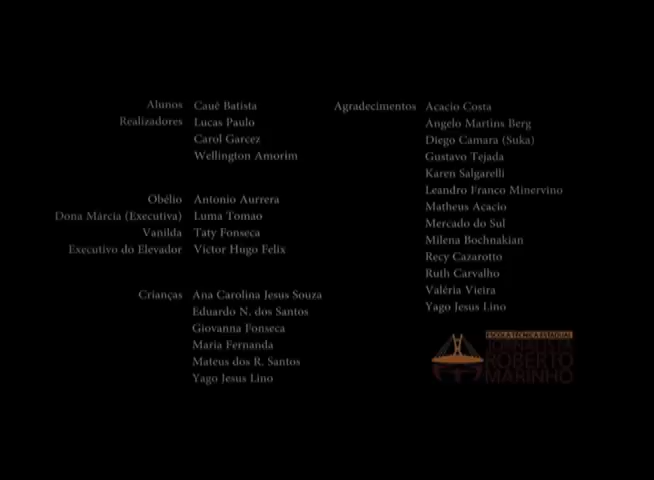 Alunos Cauê Batista
Realizadores Lucas Paulo
Carol Garcez
Wellington Amorim
Obélio Antonio Aurrera
Dona Márcia (Executiva) Luma Tomao
Vanilda Taty Fonseca
Executivo do Elevador Victor Hugo Felix
Crianças Ana Carolina Jesus Souza
Eduardo N. dos Santos
Giovanna Fonseca
Maria Fernanda
Mateus dos R. Santos
Yago Jesus Lino
Agradecimentos Acacio Costa
Angelo Martins Berg
Diego Camara (Suka)
Gustavo Tejada
Karen Salgarelli
Leandro Franco Minervino
Matheus Acacio
Mercado do Sul
Milena Bochnakian
Recy Cazarotto
Ruth Carvalho
Valéria Vieira
Yago Jesus Lino
ESCOLA TÉCNICA ESTADUAL
JORNALISTA
ROBERTO
MARINHO